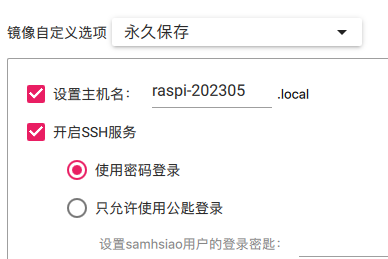 镜像自定义选项 永久保存
设置主机名： raspi-202305 .local
开启SSH服务
使用密码登录
只允许使用公匙登录
设置samhsiao用户的登录密匙：